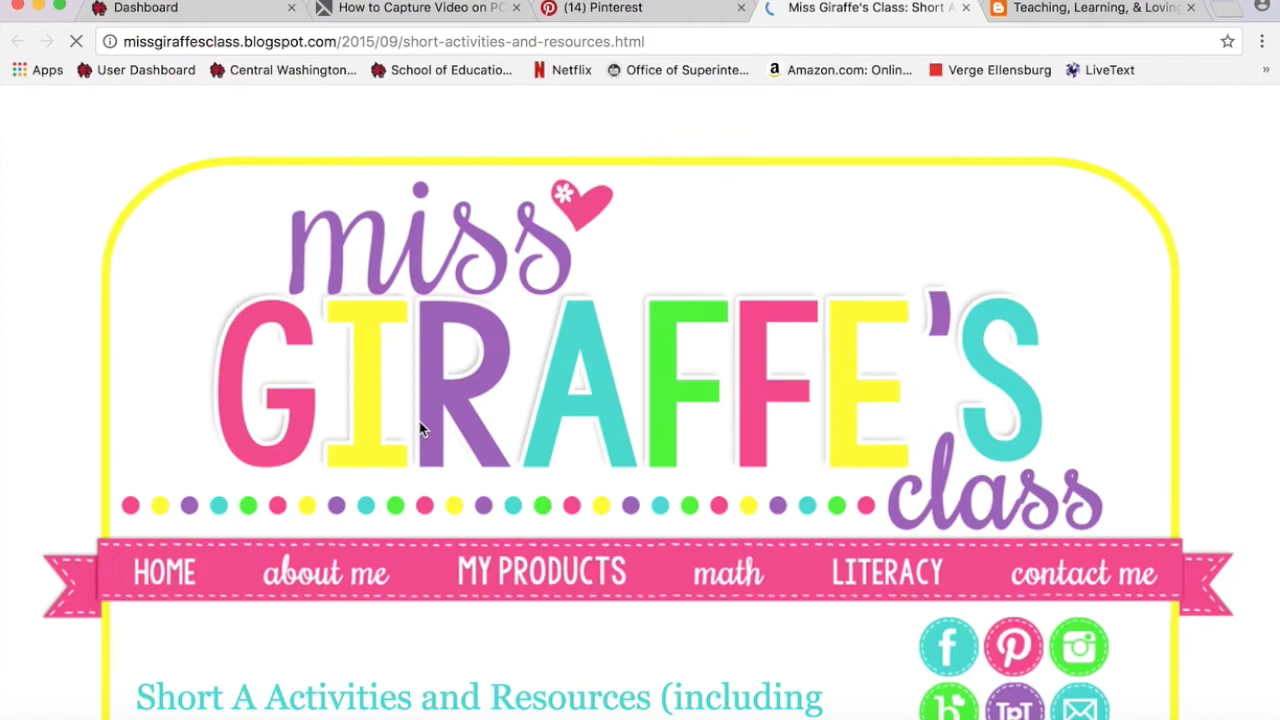 Dashboard
How to Capture Video on PC
(14) Pinterest
Miss Giraffe's Class: Short A
Teaching, Learning, & Loving
missgiraffesclass.blogspot.com/2015/09/short-activities-and-resources.html
Apps
User Dashboard
Central Washington...
School of Educatio...
Netflix
Office of Superinte...
Amazon.com: Onlin...
Verge Ellensburg
LiveText
»
miss
GIRAFFE'S
class
HOME
about me
MY PRODUCTS
math
LITERACY
contact me
Short A Activities and Resources (including
TPT